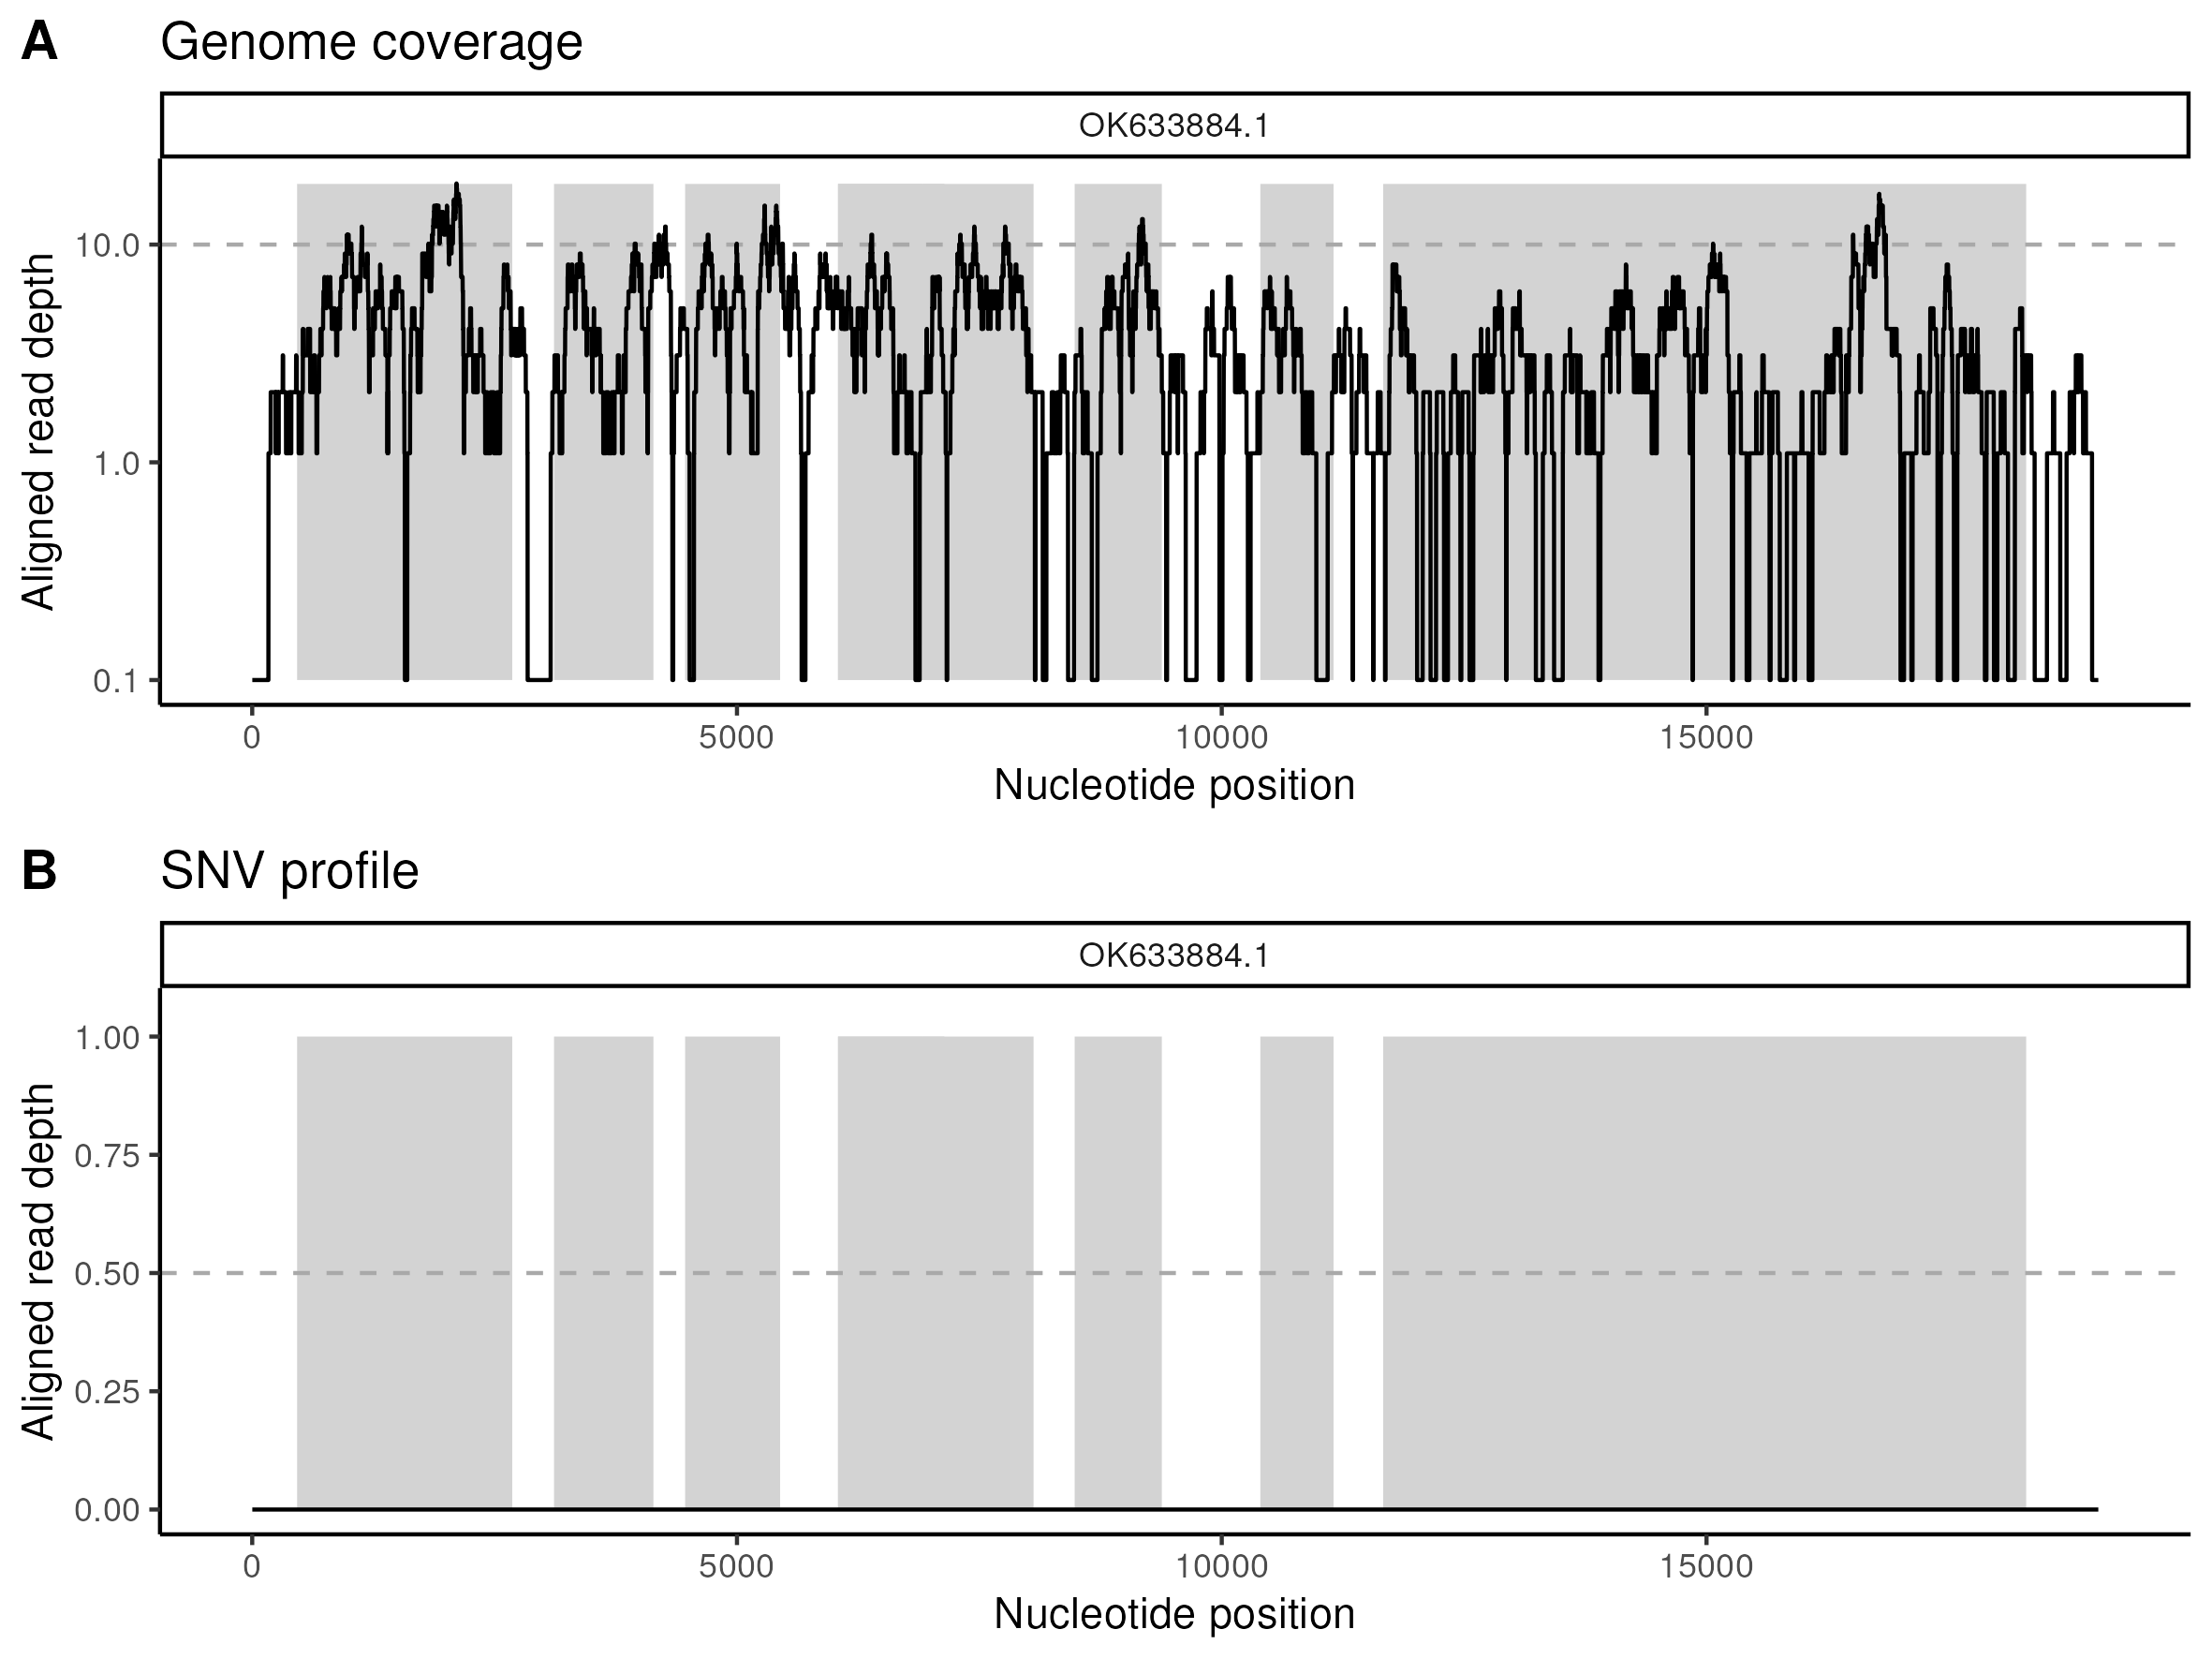 A Genome coverage
OK633884.1
Aligned read depth
10.0
1.0
0.1
0 5000 10000 15000
Nucleotide position
B SNV profile
OK633884.1
Aligned read depth
1.00
0.75
0.50
0.25
0.00
0 5000 10000 15000
Nucleotide position